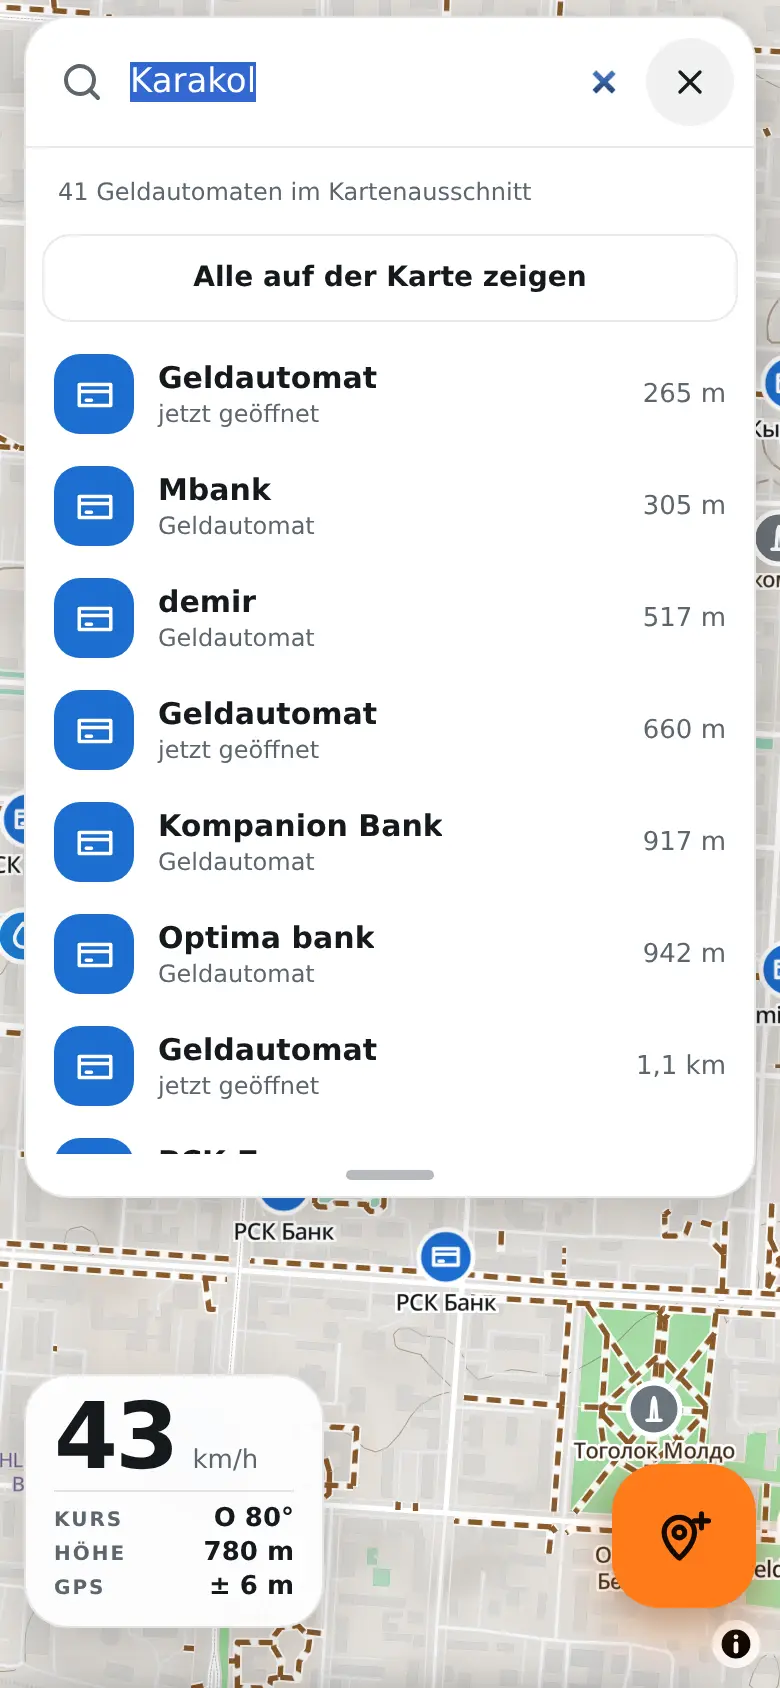 Karakol
41 Geldautomaten im Kartenausschnitt
Alle auf der Karte zeigen
Geldautomat
jetzt geöffnet
265 m
Mbank
Geldautomat
305 m
demir
Geldautomat
517 m
Geldautomat
jetzt geöffnet
660 m
Kompanion Bank
Geldautomat
917 m
Optima bank
Geldautomat
942 m
Geldautomat
jetzt geöffnet
1,1 km
РСК Банк
РСК Банк
Тоголок Молдо
43 km/h
KURS O 80°
HÖHE 780 m
GPS ± 6 m